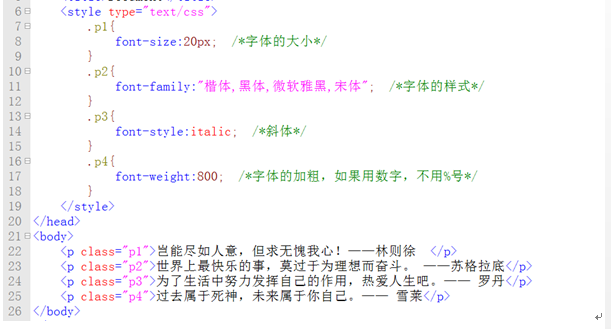 6 <style type="text/css">
7 .p1{
8 font-size:20px; /*字体的大小*/
9 }
10 .p2{
11 font-family:"楷体,黑体,微软雅黑,宋体"; /*字体的样式*/
12 }
13 .p3{
14 font-style:italic; /*斜体*/
15 }
16 .p4{
17 font-weight:800; /*字体的加粗，如果用数字，不用%号*/
18 }
19 </style>
20 </head>
21 <body>
22 <p class="p1">岂能尽如人意，但求无愧我心！——林则徐 </p>
23 <p class="p2">世界上最快乐的事，莫过于为理想而奋斗。 ——苏格拉底</p>
24 <p class="p3">为了生活中努力发挥自己的作用，热爱人生吧。—— 罗丹</p>
25 <p class="p4">过去属于死神，未来属于你自己。—— 雪莱</p>
26 </body>